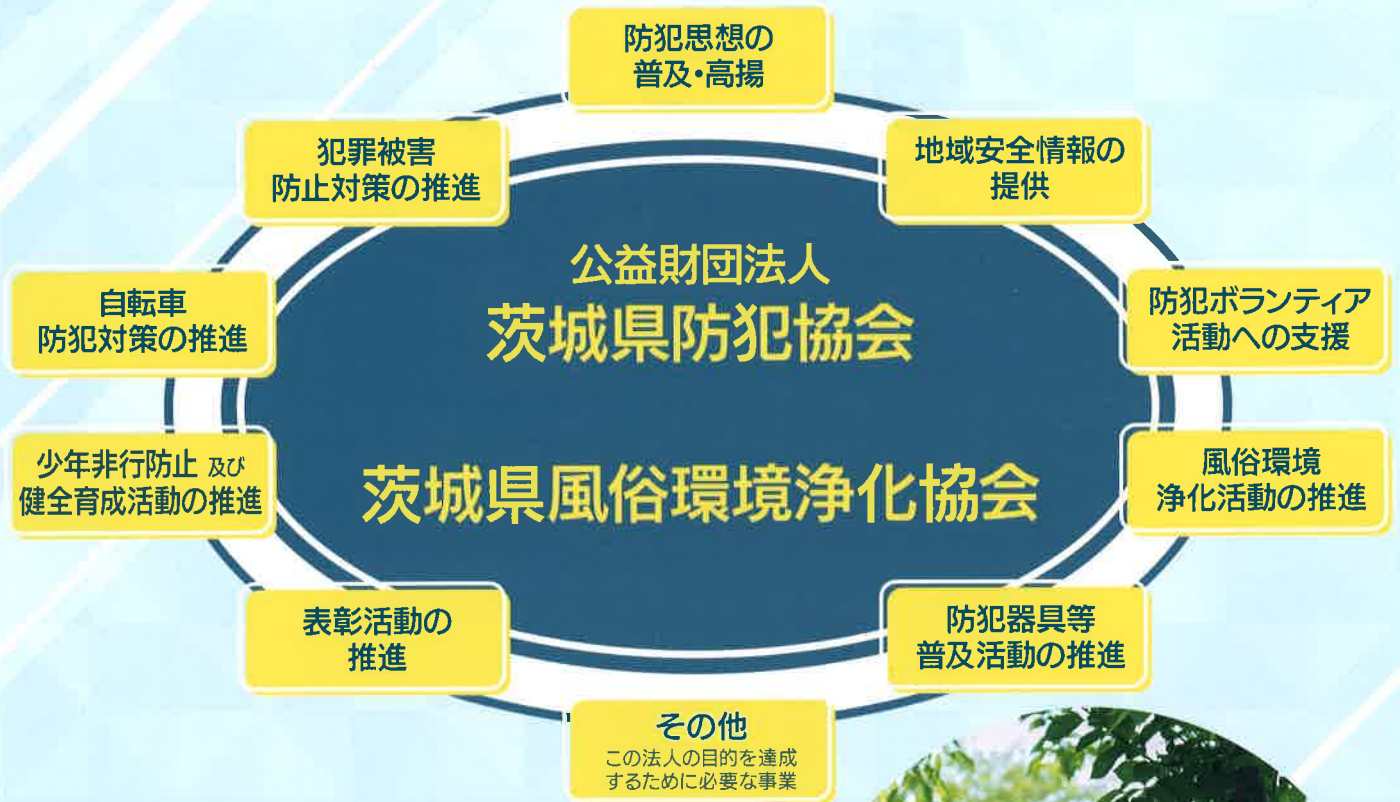 防犯思想の
普及・高揚
犯罪被害
防止対策の推進
地域安全情報の
提供
公益財団法人
茨城県防犯協会
自転車
防犯対策の推進
防犯ボランティア
活動への支援
少年非行防止 及び
健全育成活動の推進
茨城県風俗環境浄化協会
風俗環境
浄化活動の推進
表彰活動の
推進
防犯器具等
普及活動の推進
その他
この法人の目的を達成
するために必要な事業